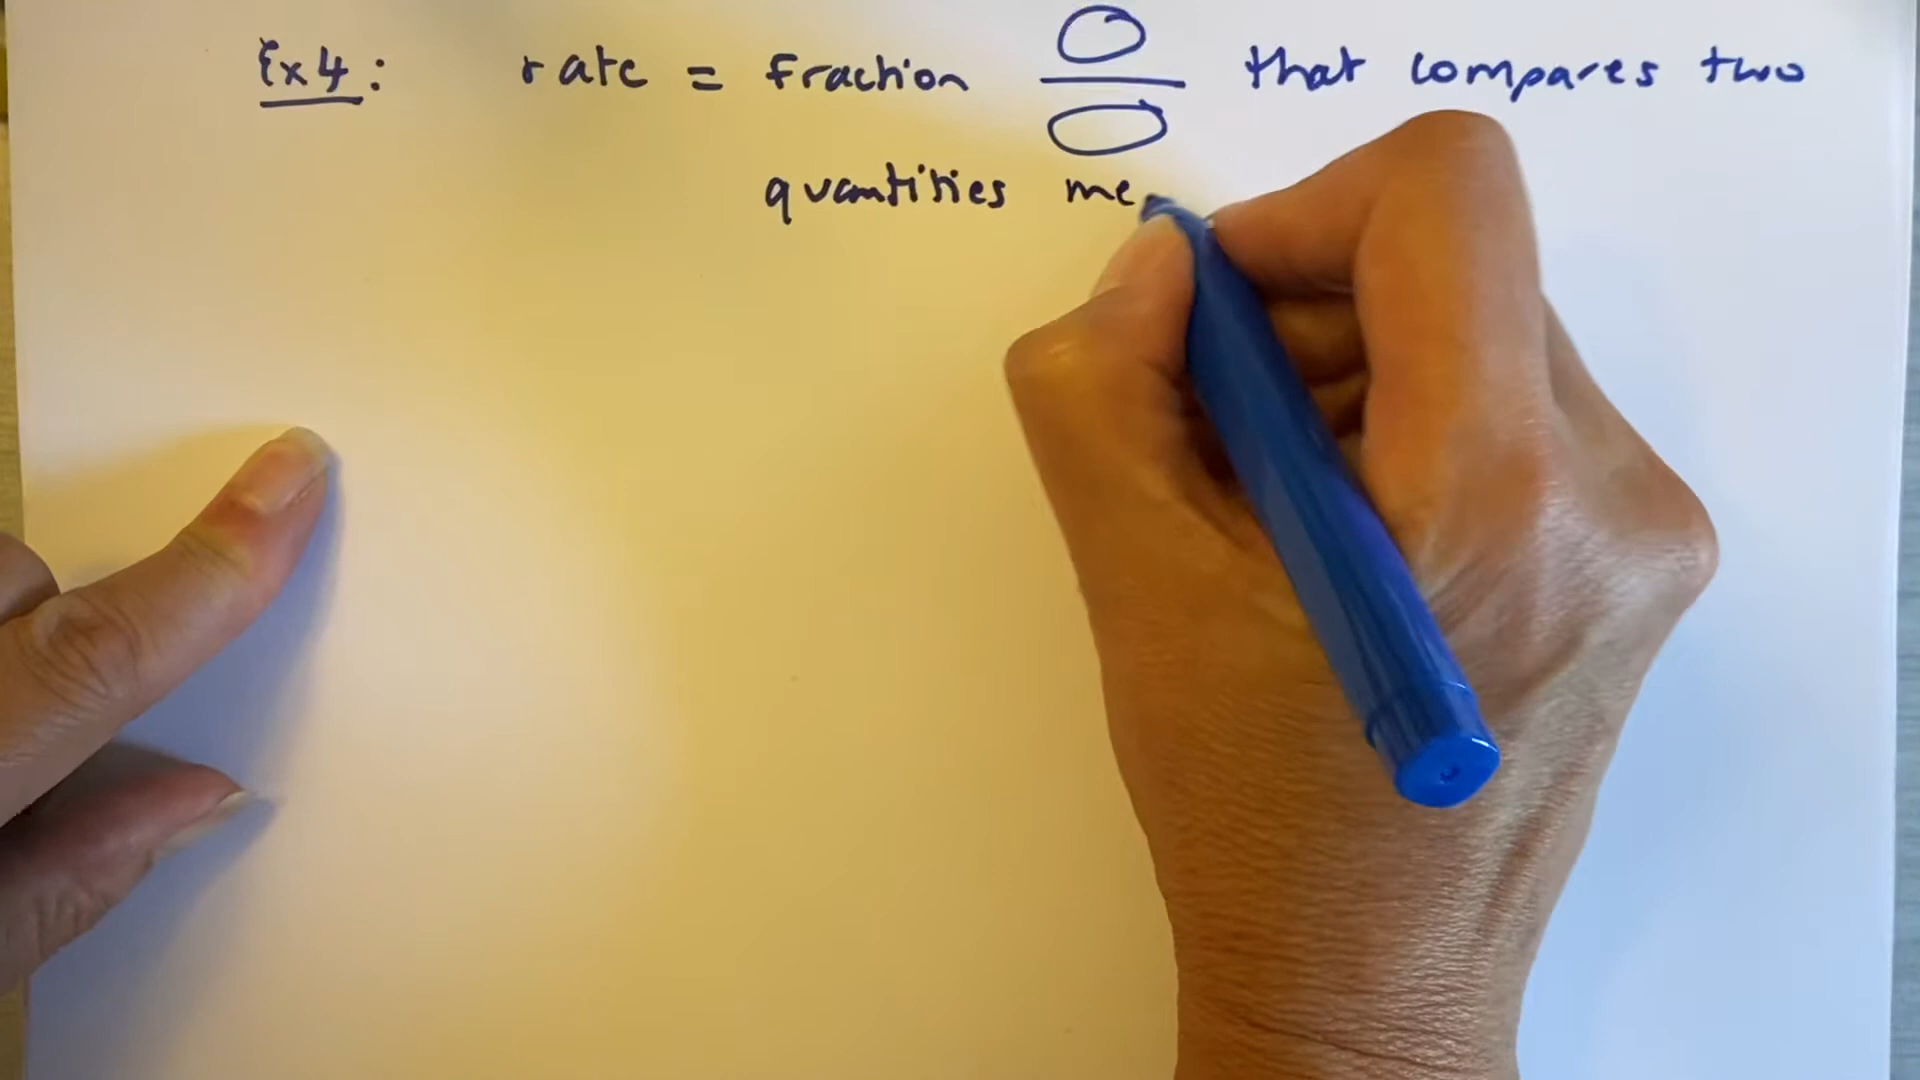 Ex4: rate = fraction O/O that compares two
quantities me